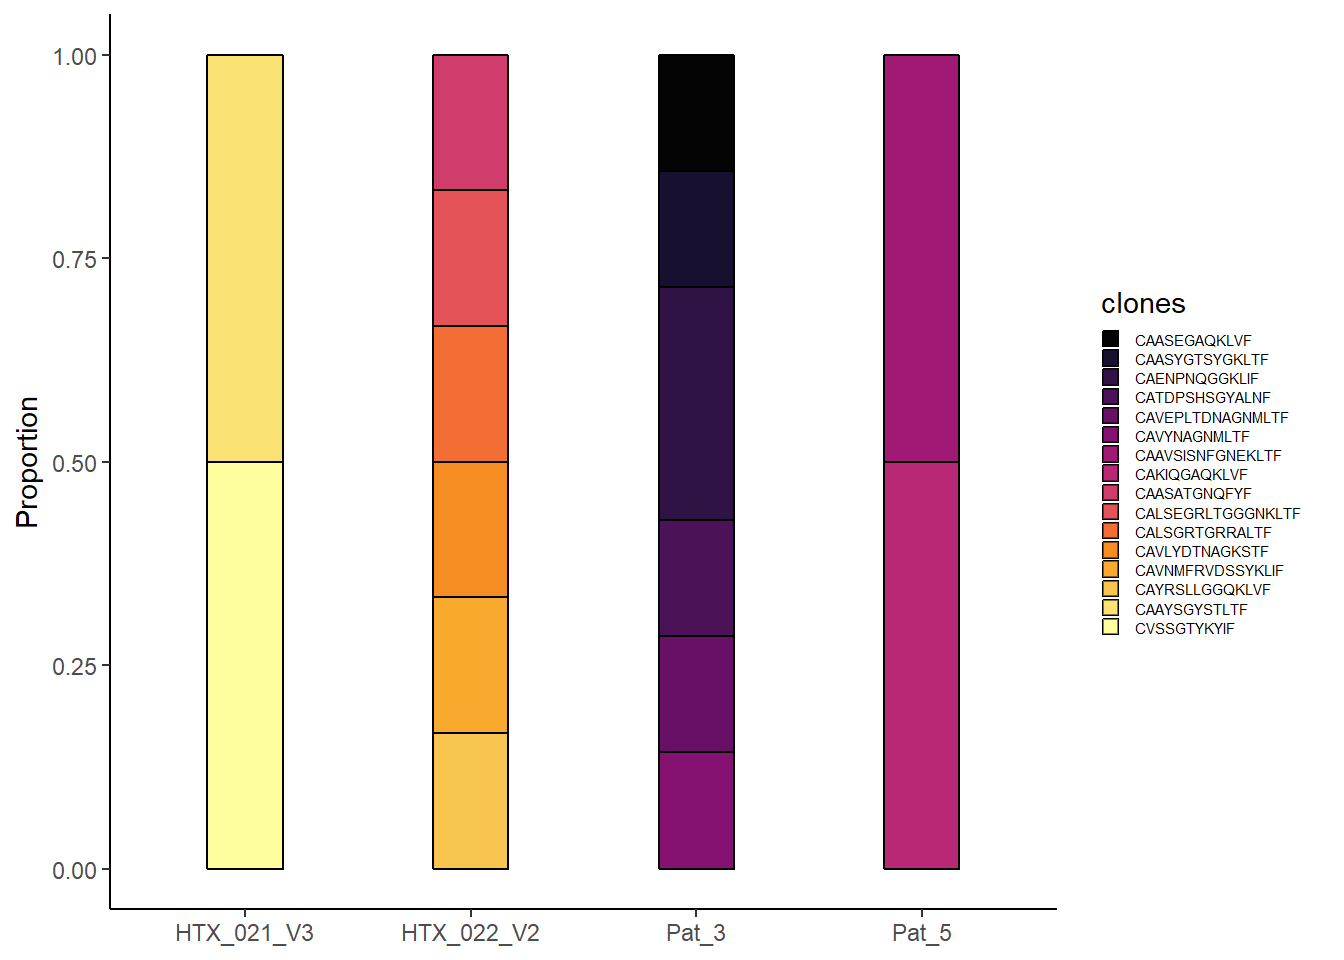 Proportion
1.00
0.75
0.50
0.25
0.00
HTX_021_V3
HTX_022_V2
Pat_3
Pat_5
clones
CAASEGAQKLVF
CAASYGTSYGKLTF
CAENPNQGGKLIF
CATDPSHSGYALNF
CAVEPLTDNAGNMLTF
CAVYNAGNMLTF
CAAVSISNFGNEKLTF
CAKIQGAQKLVF
CAASATGNQFYF
CALSEGRLTGGGNKLTF
CALSGRTGRRALTF
CAVLYDTNAGKSTF
CAVNMFRVDSSYKLIF
CAYRSLLGGQKLVF
CAAYSGYSTLTF
CVSSGTYKYIF